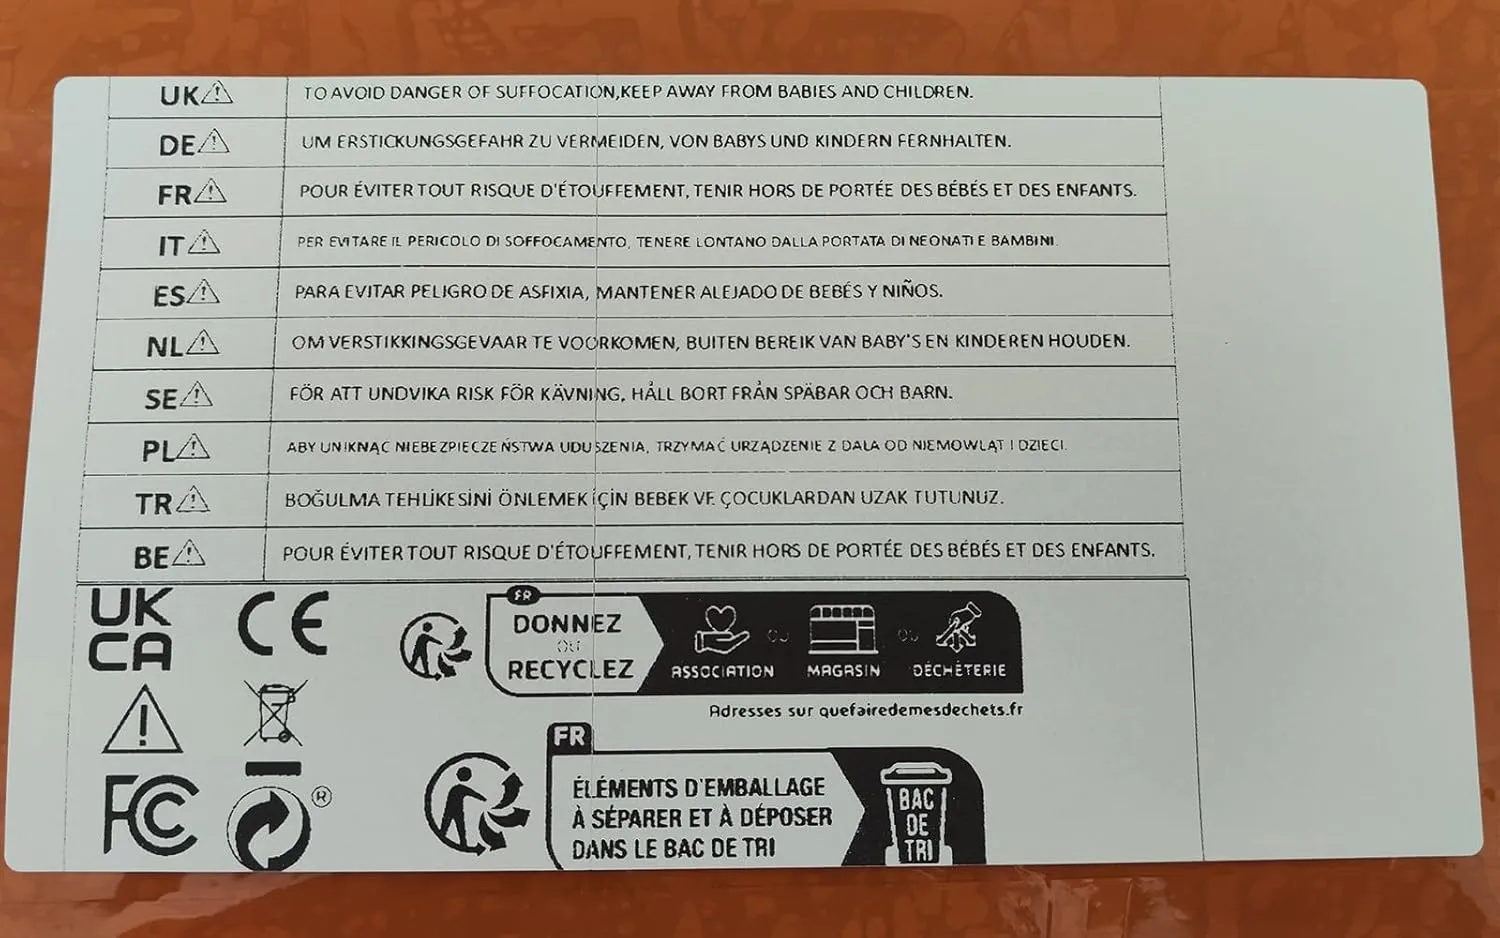 UK TO AVOID DANGER OF SUFFOCATION,KEEP AWAY FROM BABIES AND CHILDREN.
DE UM ERSTICKUNGSGEFAHR ZU VERMEIDEN, VON BABYS UND KINDERN FERNHALTEN.
FR POUR ÉVITER TOUT RISQUE D'ÉTOUFFEMENT, TENIR HORS DE PORTÉE DES BÉBÉS ET DES ENFANTS.
IT PER EVITARE IL PERICOLO DI SOFFOCAMENTO, TENERE LONTANO DALLA PORTATA DI NEONATI E BAMBINI.
ES PARA EVITAR PELIGRO DE ASFIXIA, MANTENER ALEJADO DE BEBÉS Y NIÑOS.
NL OM VERSTIKKINGSGEVAAR TE VOORKOMEN, BUITEN BEREIK VAN BABY'S EN KINDEREN HOUDEN.
SE FÖR ATT UNDVIKA RISK FÖR KÄVNING, HÅLL BORT FRÅN SPÄBAR OCH BARN.
PL ABY UNIKNĄĆ NIEBEZPIECZEŃSTWA UDUSZENIA, TRZYMAĆ URZĄDZENIE Z DALA OD NIEMOWLĄT I DZIECI.
TR BOĞULMA TEHLİKESİNİ ÖNLEMEK İÇİN BEBEK VE ÇOCUKLARDAN UZAK TUTUNUZ.
BE POUR ÉVITER TOUT RISQUE D'ÉTOUFFEMENT, TENIR HORS DE PORTÉE DES BÉBÉS ET DES ENFANTS.
UK
CA
CE
FC
®
FR
DONNEZ
OU
RECYCLEZ
ASSOCIATION OU MAGASIN OU DÉCHÈTERIE
Adresses sur quefairedemesdechets.fr
FR
ÉLÉMENTS D'EMBALLAGE
À SÉPARER ET À DÉPOSER
DANS LE BAC DE TRI
BAC
DE
TRI